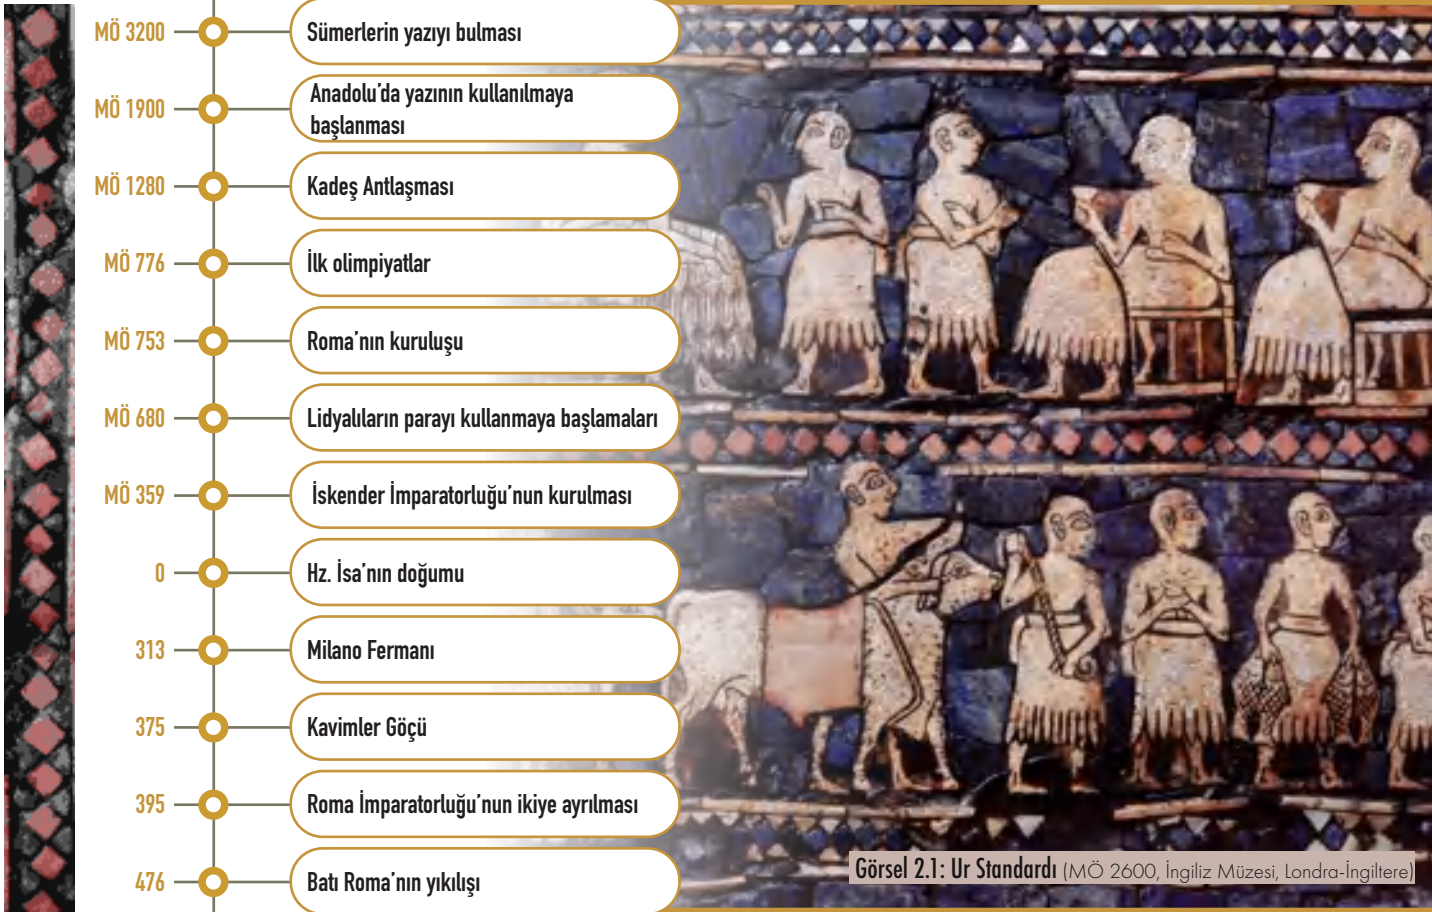 MÖ 3200 Sümerlerin yazıyı bulması
MÖ 1900 Anadolu'da yazının kullanılmaya
başlanması
MÖ 1280 Kadeş Antlaşması
MÖ 776 İlk olimpiyatlar
MÖ 753 Roma'nın kuruluşu
MÖ 680 Lidyalıların parayı kullanmaya başlamaları
MÖ 359 İskender İmparatorluğu'nun kurulması
0 Hz. İsa'nın doğumu
313 Milano Fermanı
375 Kavimler Göçü
395 Roma İmparatorluğu'nun ikiye ayrılması
476 Batı Roma'nın yıkılışı
Görsel 2.1: Ur Standardı (MÖ 2600, İngiliz Müzesi, Londra-İngiltere)